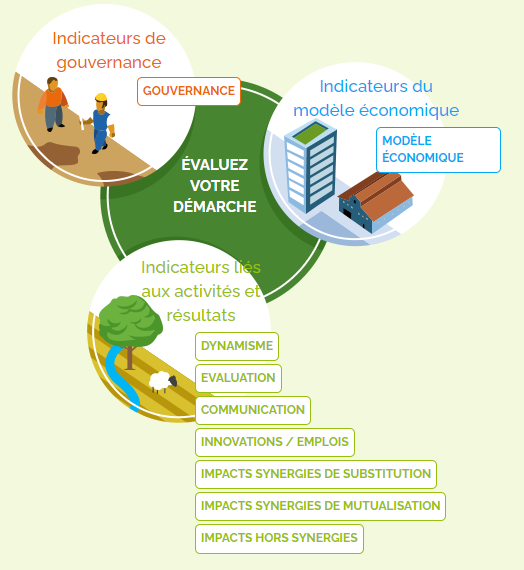 Indicateurs de
gouvernance
GOUVERNANCE
Indicateurs du
modèle économique
MODÈLE
ÉCONOMIQUE
ÉVALUEZ
VOTRE
DÉMARCHE
Indicateurs liés
aux activités et
résultats
DYNAMISME
EVALUATION
COMMUNICATION
INNOVATIONS / EMPLOIS
IMPACTS SYNERGIES DE SUBSTITUTION
IMPACTS SYNERGIES DE MUTUALISATION
IMPACTS HORS SYNERGIES